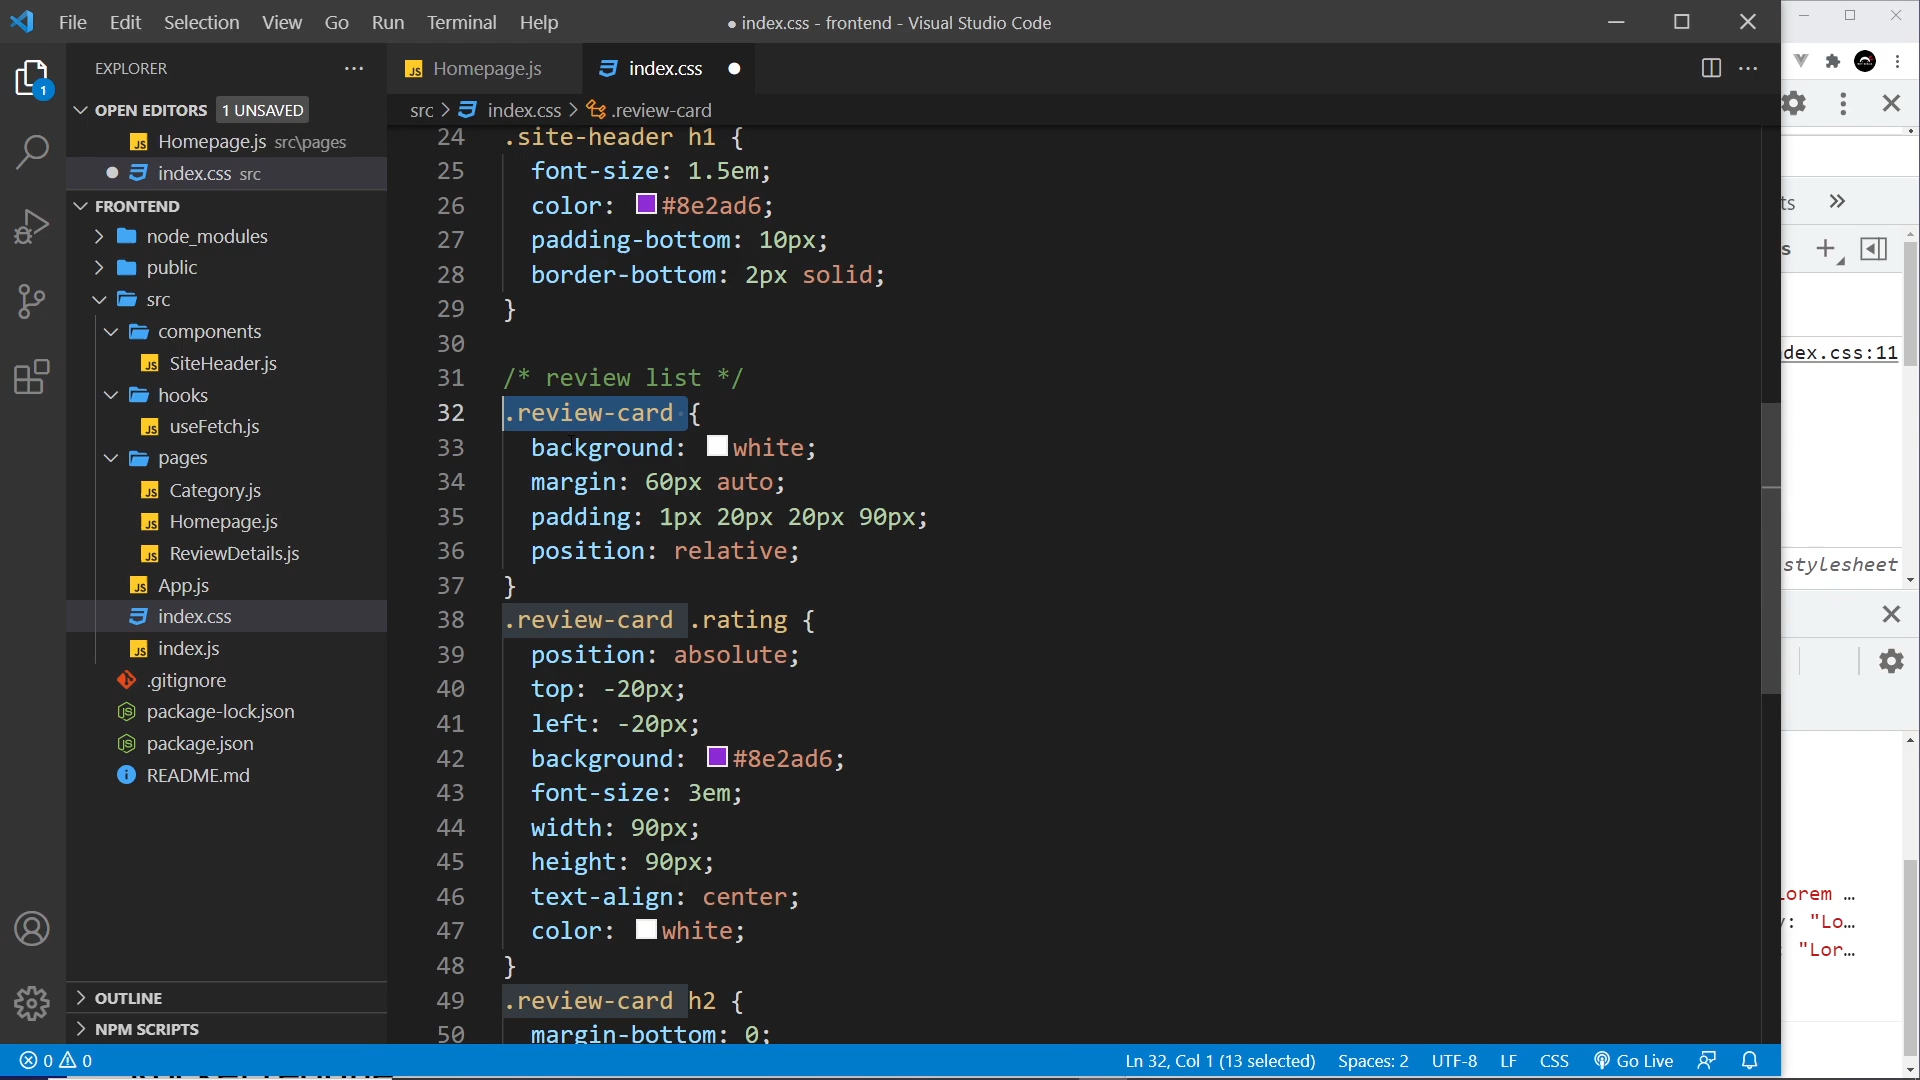 File Edit Selection View Go Run Terminal Help
● index.css - frontend - Visual Studio Code
EXPLORER
OPEN EDITORS 1 UNSAVED
Homepage.js src\pages
index.css src
FRONTEND
node_modules
public
src
components
SiteHeader.js
hooks
useFetch.js
pages
Category.js
Homepage.js
ReviewDetails.js
App.js
index.css
index.js
.gitignore
package-lock.json
package.json
README.md
OUTLINE
NPM SCRIPTS
1
Homepage.js
index.css
src > index.css > .review-card
24 .site-header h1 {
25 font-size: 1.5em;
26 color: #8e2ad6;
27 padding-bottom: 10px;
28 border-bottom: 2px solid;
29 }
30
31 /* review list */
32 .review-card {
33 background: white;
34 margin: 60px auto;
35 padding: 1px 20px 20px 90px;
36 position: relative;
37 }
38 .review-card .rating {
39 position: absolute;
40 top: -20px;
41 left: -20px;
42 background: #8e2ad6;
43 font-size: 3em;
44 width: 90px;
45 height: 90px;
46 text-align: center;
47 color: white;
48 }
49 .review-card h2 {
50 margin-bottom: 0;
ts
s
dex.css:11
stylesheet
Lorem …
y: "Lo…
: "Lor…
0 0
Ln 32, Col 1 (13 selected) Spaces: 2 UTF-8 LF CSS Go Live